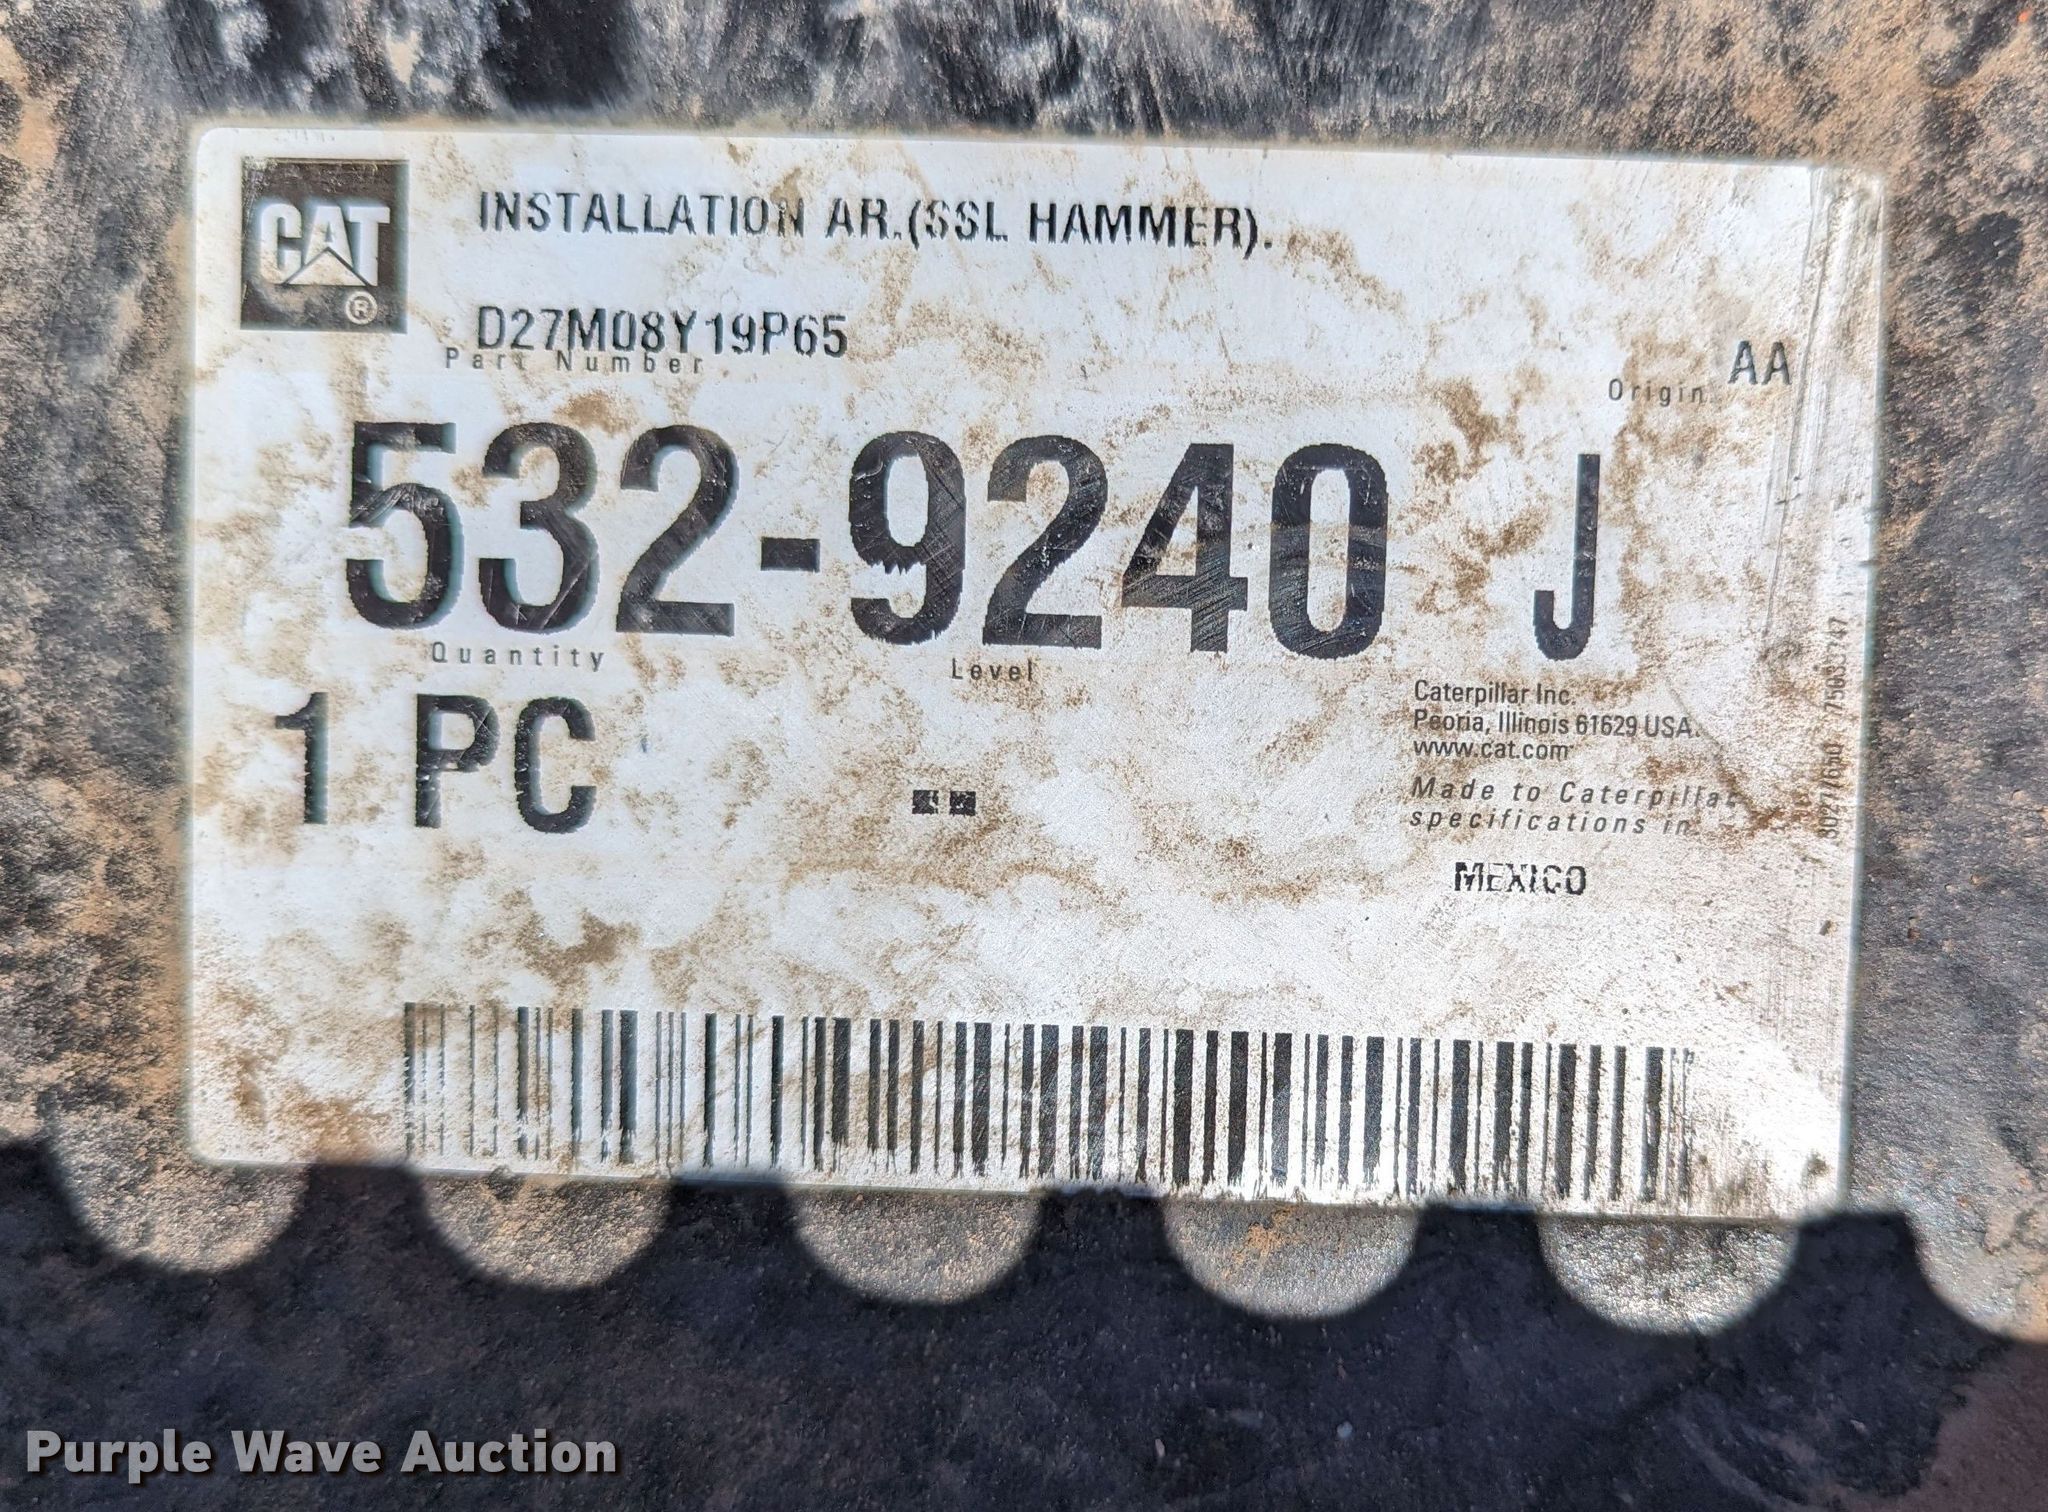 CAT®
INSTALLATION AR.(SSL HAMMER).
D27M08Y19P65
Part Number
Origin AA
532-9240 J
Quantity
Level
1 PC
--
Caterpillar Inc.
Peoria, Illinois 61629 USA.
www.cat.com
Made to Caterpillar
specifications in
MEXICO
Purple Wave Auction